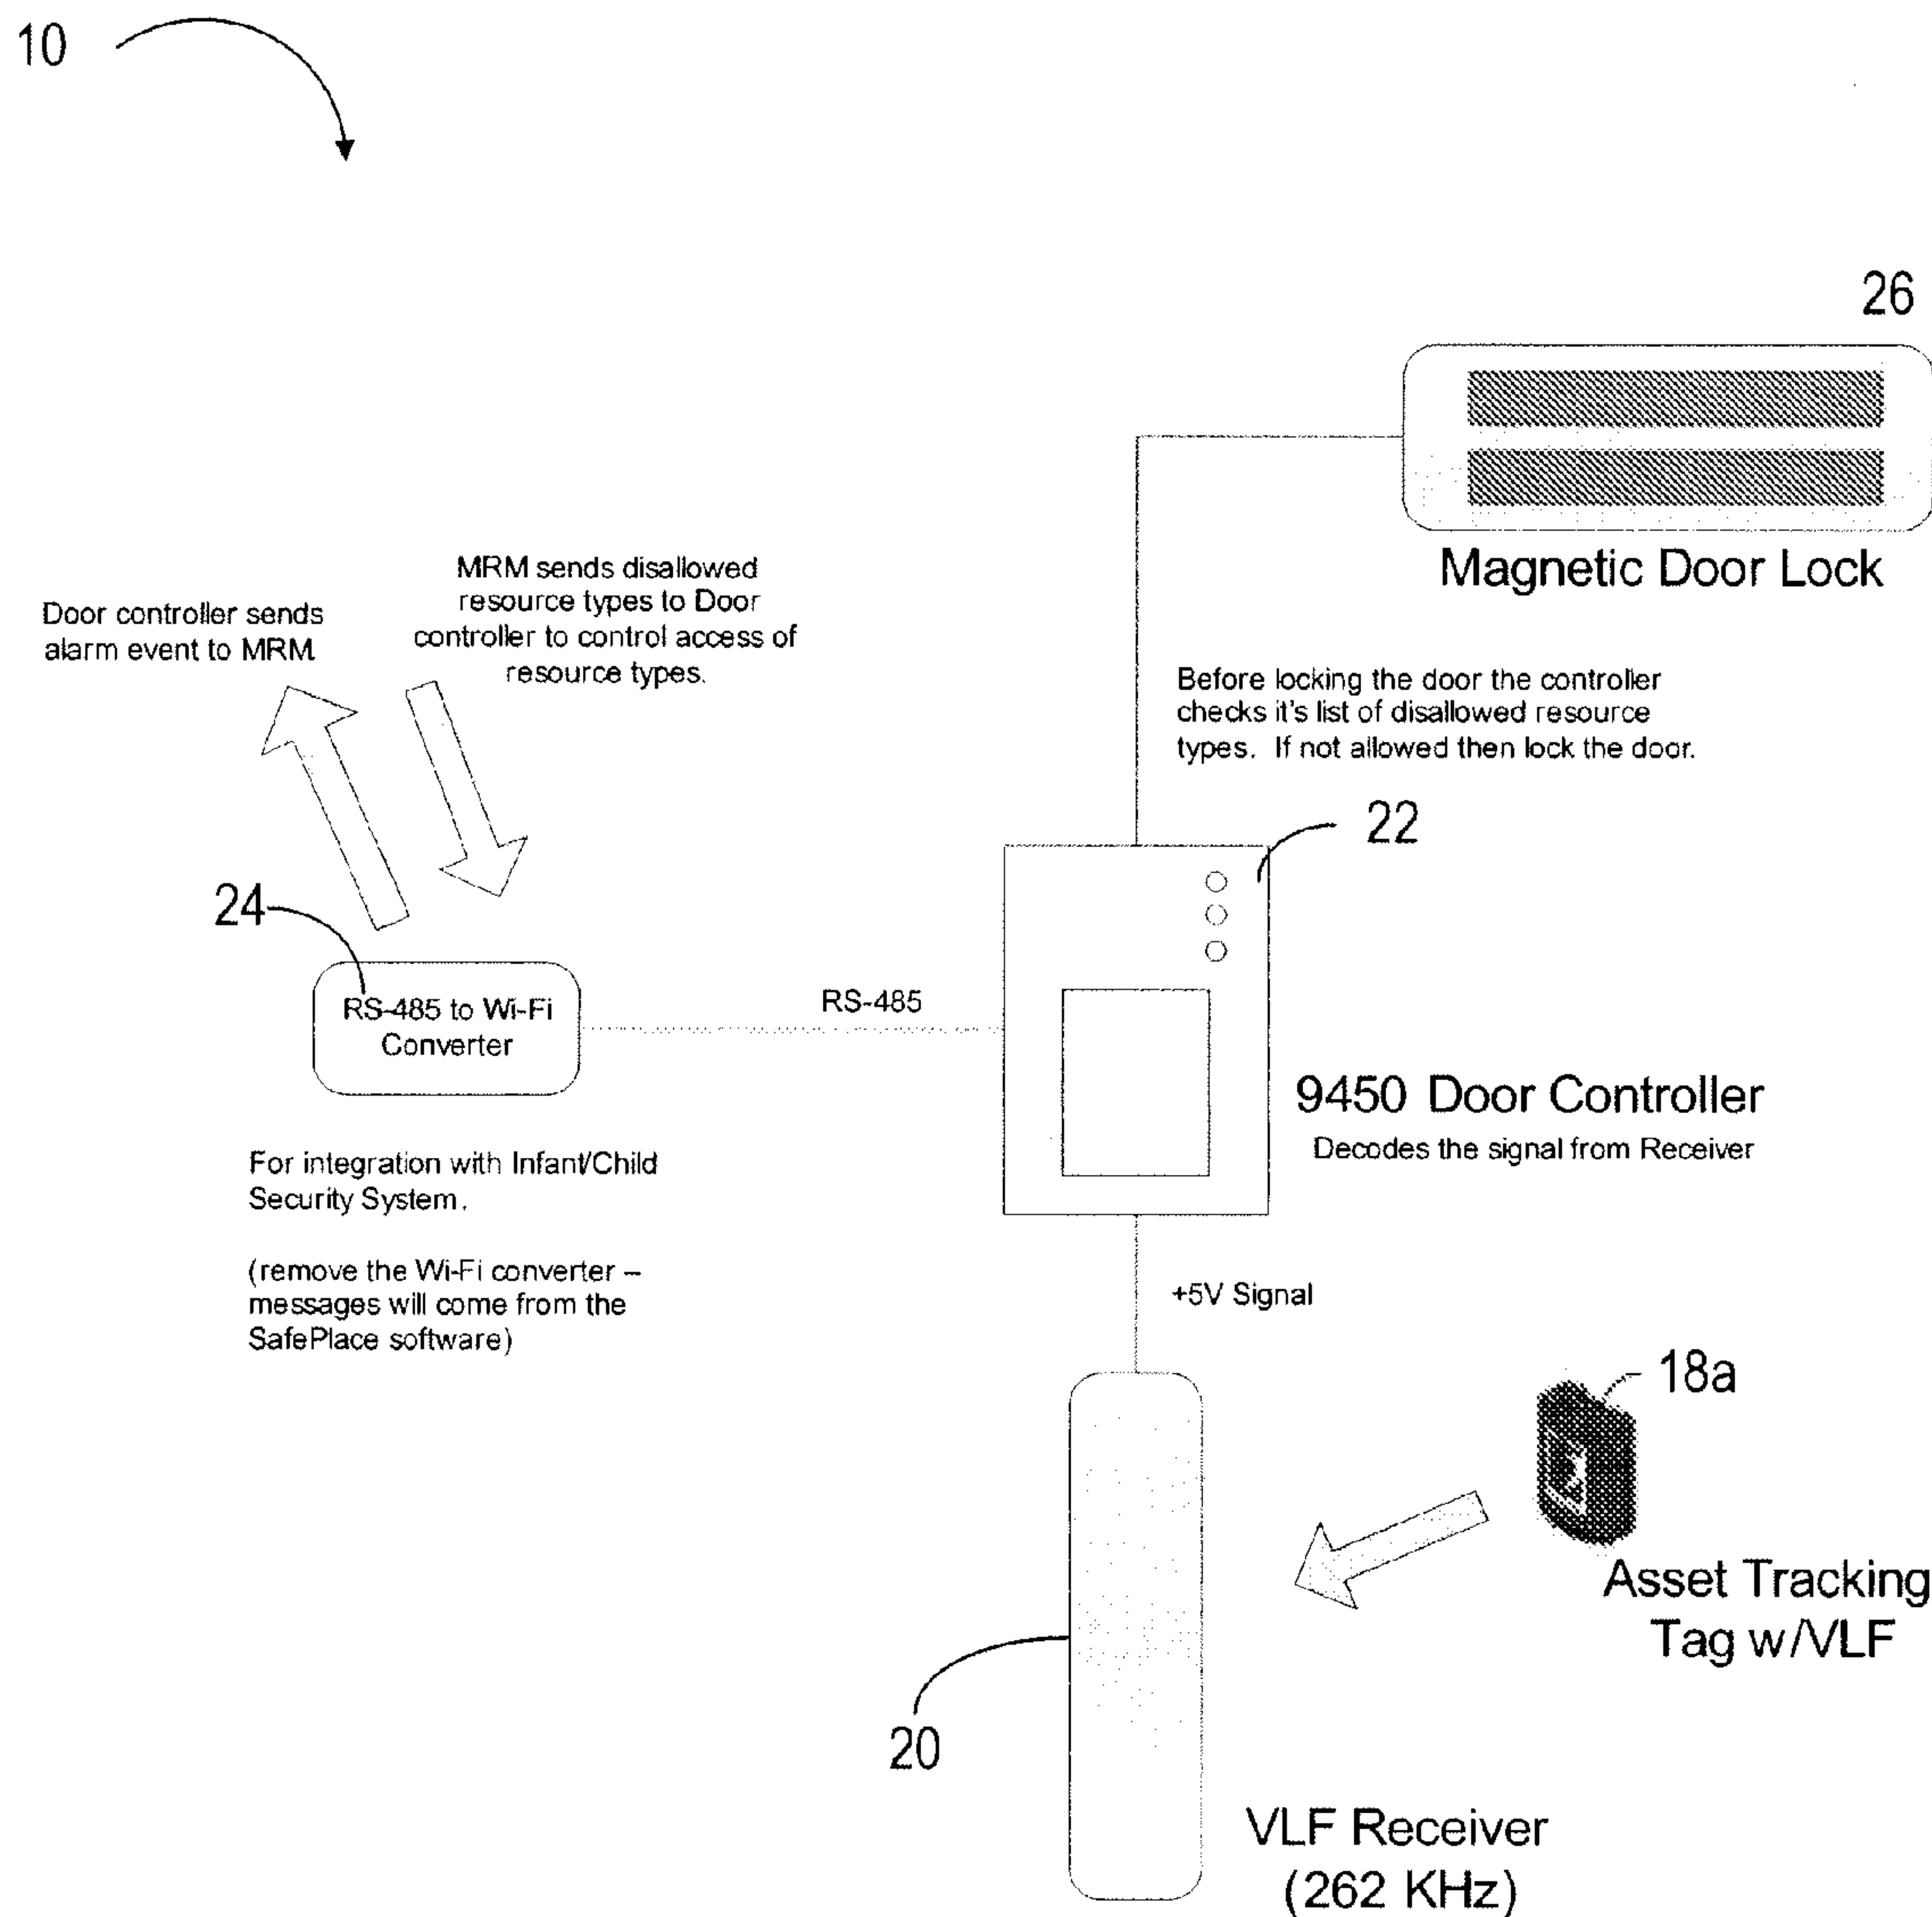 10
26
Magnetic Door Lock
MRM sends disallowed
resource types to Door
controller to control access of
resource types.
Door controller sends
alarm event to MRM.
Before locking the door the controller
checks it's list of disallowed resource
types. If not allowed then lock the door.
22
24
RS-485 to Wi-Fi
Converter
RS-485
9450 Door Controller
Decodes the signal from Receiver
For integration with Infant/Child
Security System.
(remove the Wi-Fi converter –
messages will come from the
SafePlace software)
+5V Signal
18a
Asset Tracking
Tag w/VLF
20
VLF Receiver
(262 KHz)